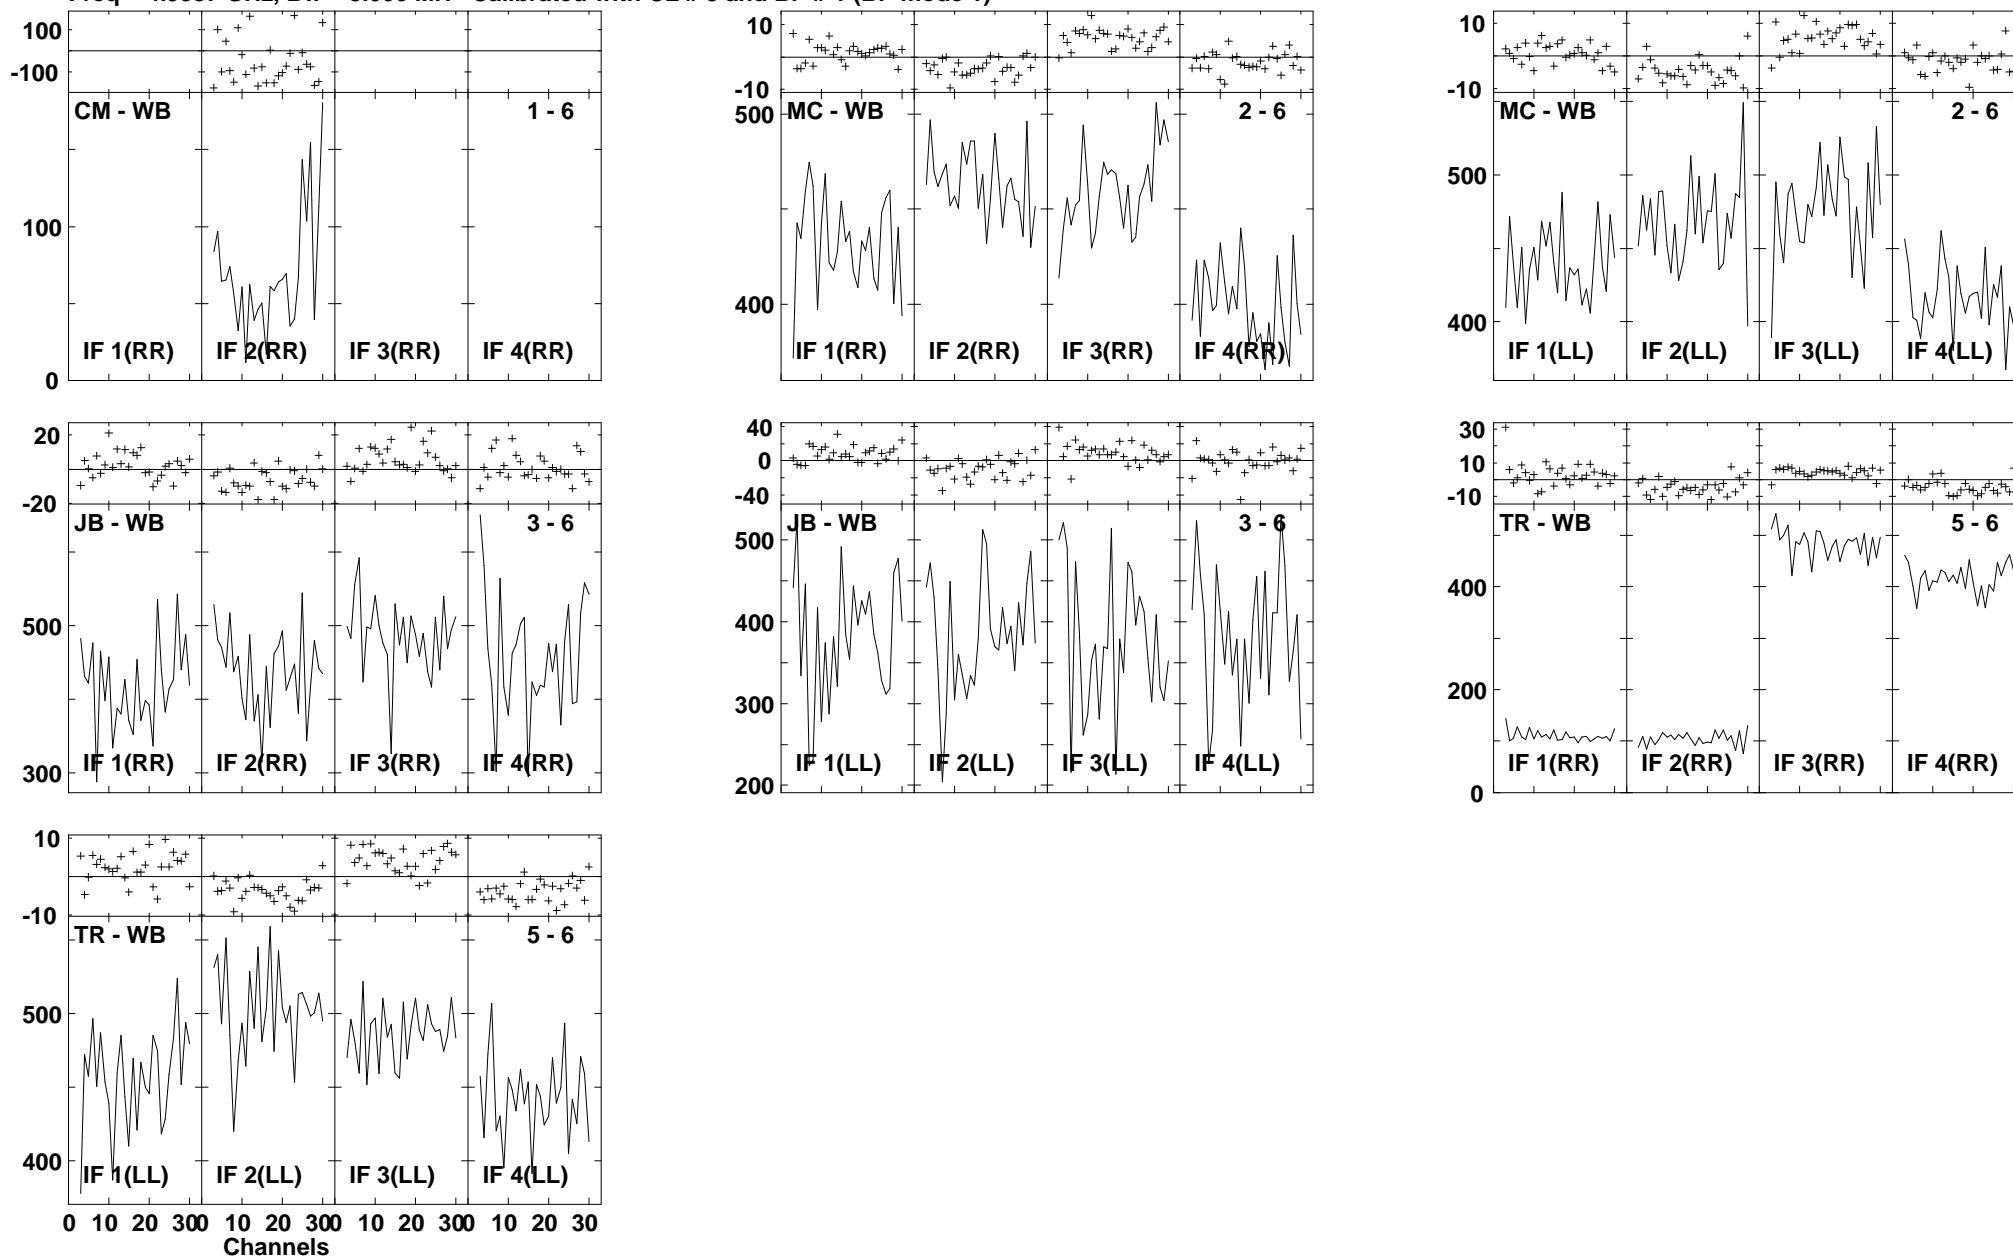 100
-100
CM - WB
1 - 6
100
0
IF 1(RR)
IF 2(RR)
IF 3(RR)
IF 4(RR)
10
0
-10
500
MC - WB
2 - 6
400
IF 1(RR)
IF 2(RR)
IF 3(RR)
IF 4(RR)
10
0
-10
MC - WB
2 - 6
500
400
IF 1(LL)
IF 2(LL)
IF 3(LL)
IF 4(LL)
20
0
-20
JB - WB
3 - 6
500
300
IF 1(RR)
IF 2(RR)
IF 3(RR)
IF 4(RR)
40
0
-40
JB - WB
3 - 6
500
400
300
200
IF 1(LL)
IF 2(LL)
IF 3(LL)
IF 4(LL)
30
10
-10
TR - WB
5 - 6
400
200
0
IF 1(RR)
IF 2(RR)
IF 3(RR)
IF 4(RR)
10
0
-10
TR - WB
5 - 6
500
400
IF 1(LL)
IF 2(LL)
IF 3(LL)
IF 4(LL)
0 10 20 300 10 20 300 10 20 300 10 20 30
Channels